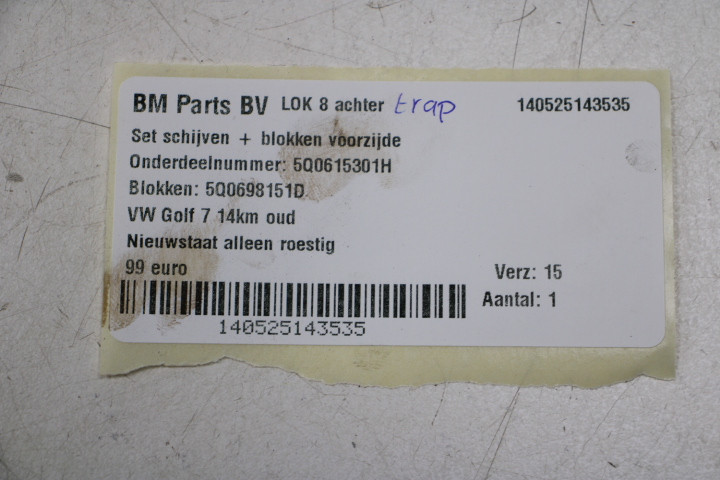 BM Parts BV LOK 8 achter trap 140525143535
Set schijven + blokken voorzijde
Onderdeelnummer: 5Q0615301H
Blokken: 5Q0698151D
VW Golf 7 14km oud
Nieuwstaat alleen roestig
99 euro Verz: 15
Aantal: 1
140525143535